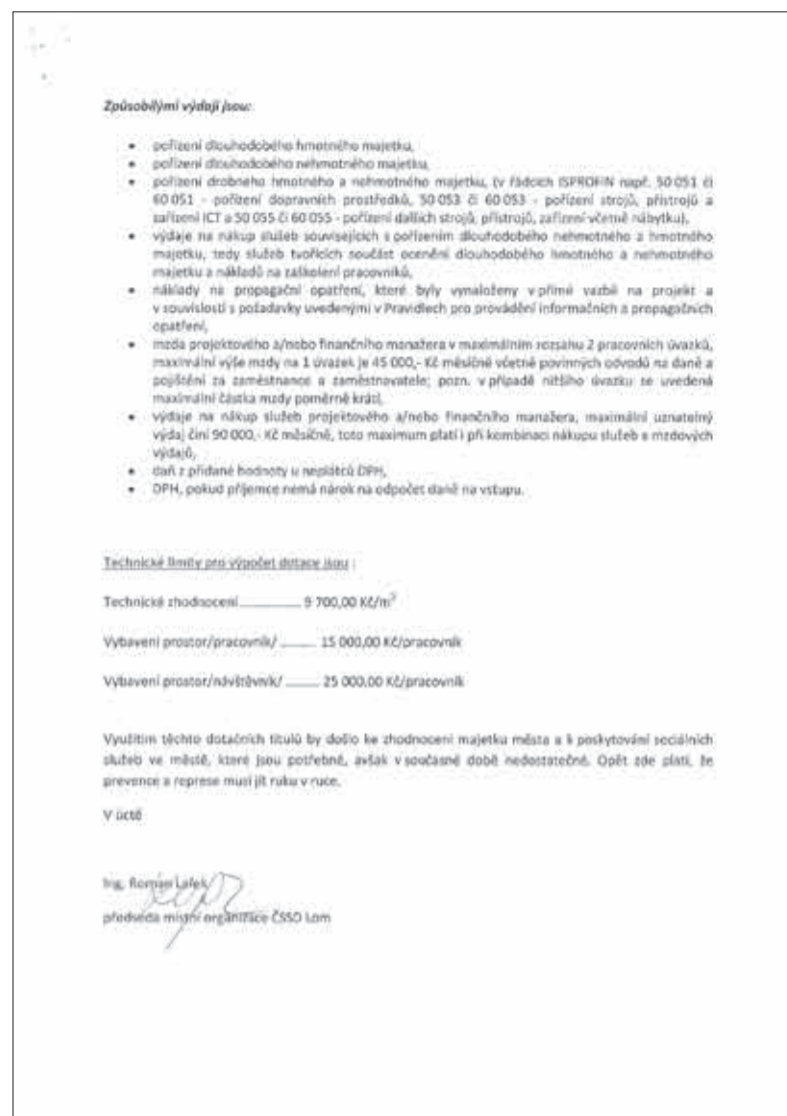 Způsobilými výdaji jsou:
• pořízení dlouhodobého hmotného majetku,
• pořízení dlouhodobého nehmotného majetku,
• pořízení drobného hmotného a nehmotného majetku, (v řádcích ISPROFIN např. 50 051 či
60 051 - pořízení dopravních prostředků, 50 053 či 60 053 - pořízení strojů, přístrojů a
zařízení ICT a 50 055 či 60 055 - pořízení dalších strojů, přístrojů, zařízení včetně nábytku),
• výdaje na nákup služeb souvisejících s pořízením dlouhodobého nehmotného a hmotného
majetku, tedy služeb tvořících součást ocenění dlouhodobého hmotného a nehmotného
majetku a nákladů na zaškolení pracovníků,
• náklady na propagační opatření, které byly vynaloženy v přímé vazbě na projekt a
v souvislosti s požadavky uvedenými v Pravidlech pro provádění informačních a propagačních
opatření,
• mzda projektového a/nebo finančního manažera v maximálním rozsahu 2 pracovních úvazků,
maximální výše mzdy na 1 úvazek je 45 000,- Kč měsíčně včetně povinných odvodů na daně a
pojištění za zaměstnance a zaměstnavatele; pozn. v případě nižšího úvazku se uvedená
maximální částka mzdy poměrně krátí,
• výdaje na nákup služeb projektového a/nebo finančního manažera, maximální uznatelný
výdaj činí 90 000,- Kč měsíčně, toto maximum platí i při kombinaci nákupu služeb a mzdových
výdajů,
• daň z přidané hodnoty u neplátců DPH,
• DPH, pokud příjemce nemá nárok na odpočet daně na vstupu.
Technické limity pro výpočet dotace jsou :
Technické zhodnocení ................. 9 700,00 Kč/m²
Vybavení prostor/pracovník/ .......... 15 000,00 Kč/pracovník
Vybavení prostor/návštěvník/ .......... 25 000,00 Kč/pracovník
Využitím těchto dotačních titulů by došlo ke zhodnocení majetku města a k poskytování sociálních
služeb ve městě, které jsou potřebné, avšak v současné době nedostatečné. Opět zde platí, že
prevence a represe musí jít ruku v ruce.
V úctě
Ing. Roman Lafek
předseda místní organizace ČSSD Lom